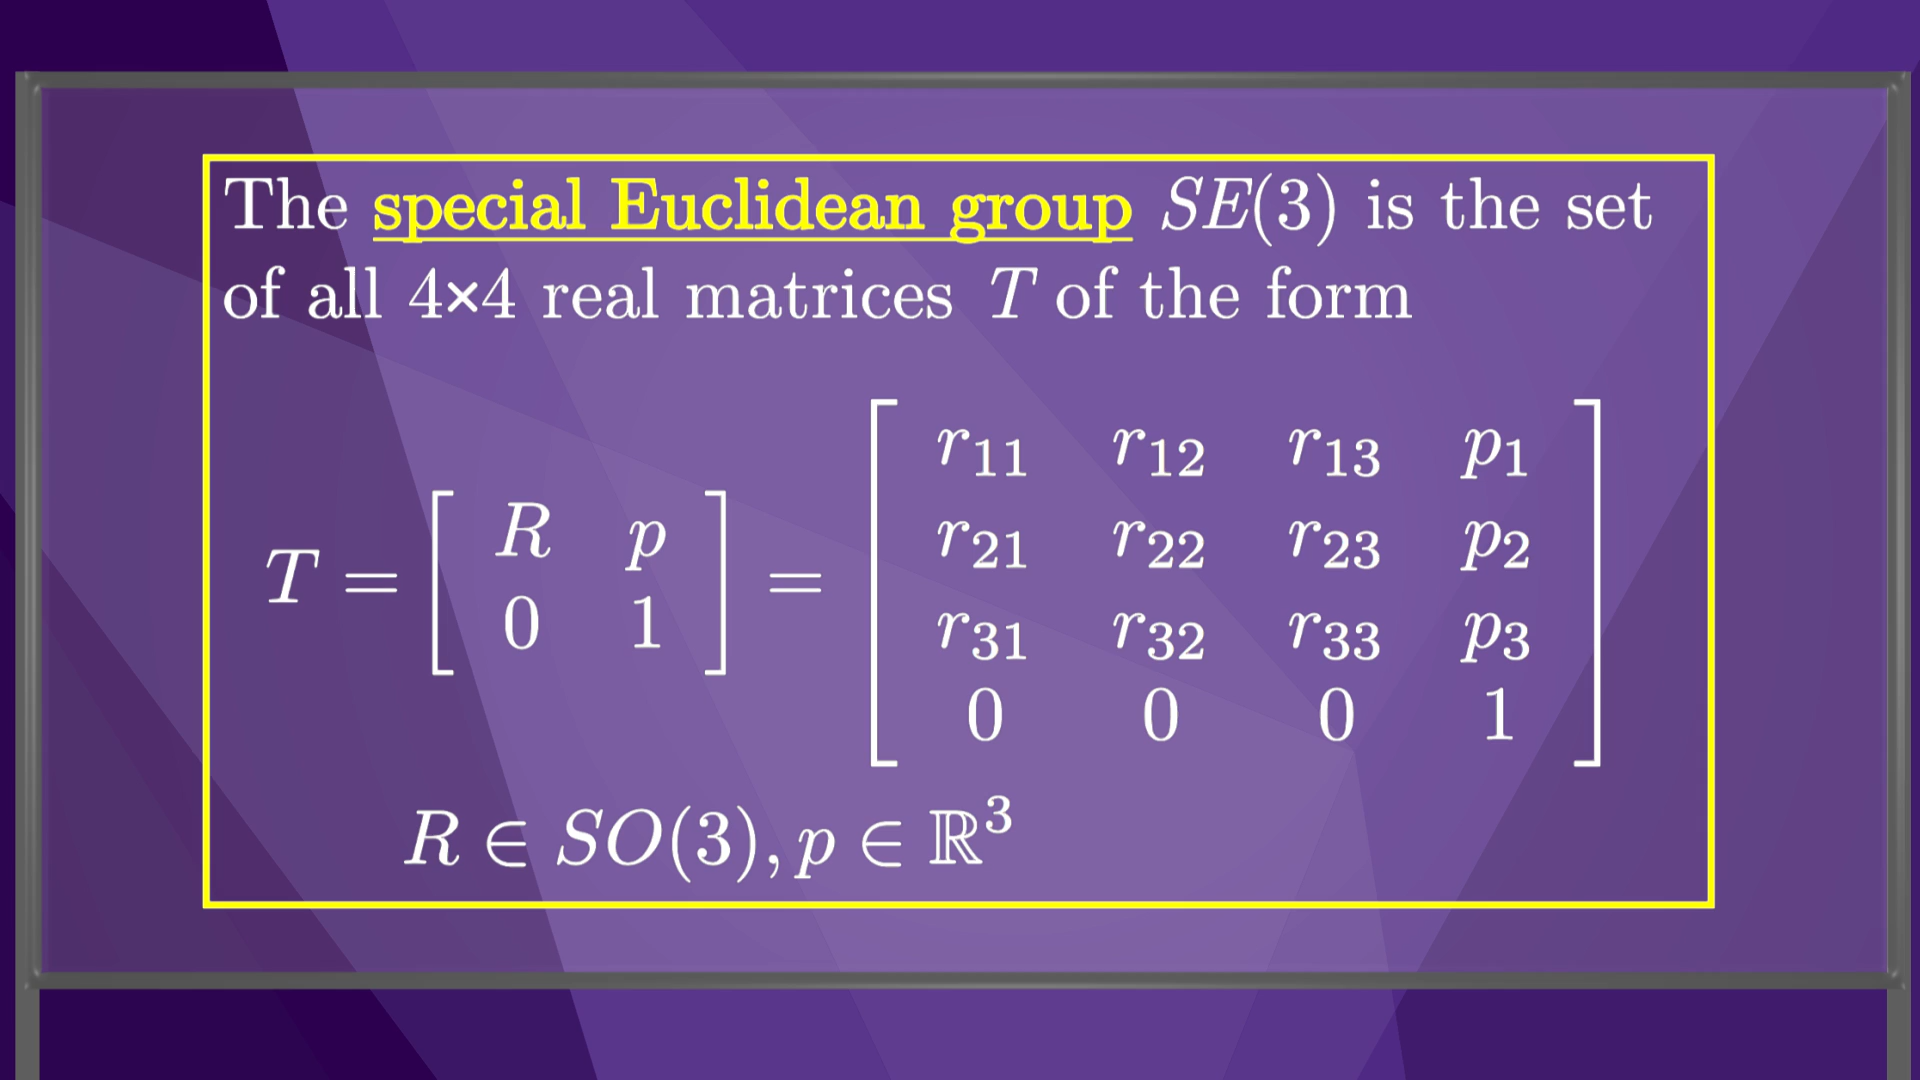 The special Euclidean group SE(3) is the set
of all 4×4 real matrices T of the form
T = [ R p ; 0 1 ] = [ r11 r12 r13 p1 ; r21 r22 r23 p2 ; r31 r32 r33 p3 ; 0 0 0 1 ]
R ∈ SO(3), p ∈ ℝ³